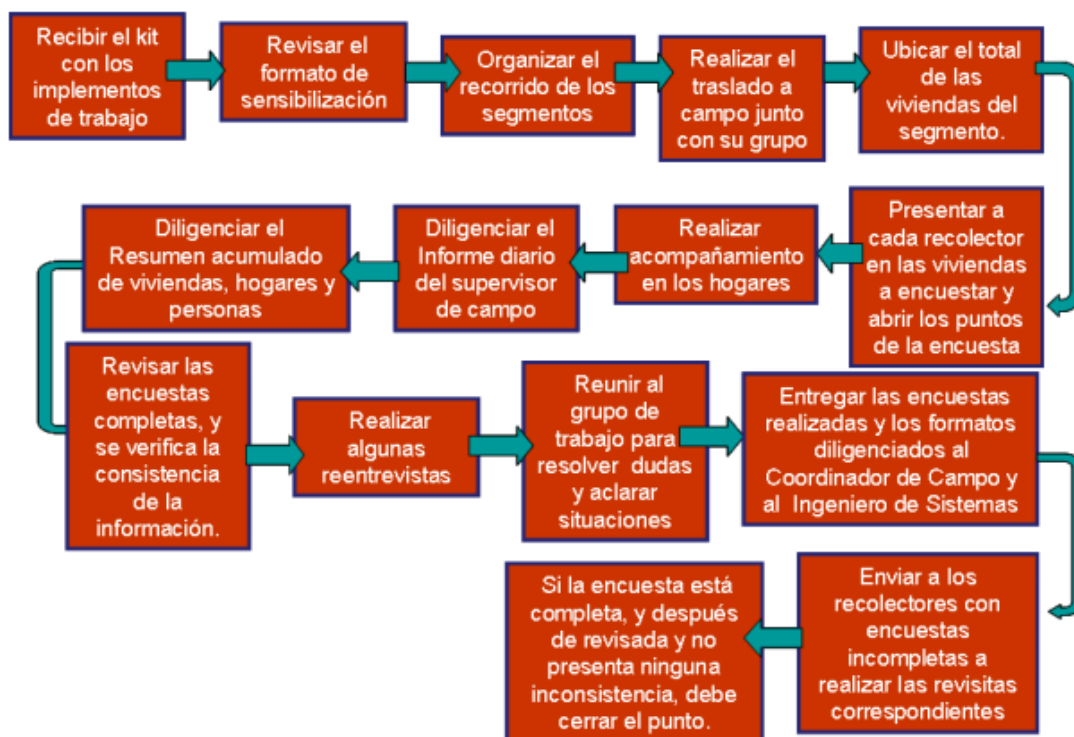 Recibir el kit
con los
implementos
de trabajo
Revisar el
formato de
sensibilización
Organizar el
recorrido de los
segmentos
Realizar el
traslado a
campo junto
con su grupo
Ubicar el total
de las
viviendas del
segmento.
Presentar a
cada recolector
en las viviendas
a encuestar y
abrir los puntos
de la encuesta
Realizar
acompañamiento
en los hogares
Diligenciar el
Informe diario
del supervisor
de campo
Diligenciar el
Resumen acumulado
de viviendas, hogares y
personas
Revisar las
encuestas
completas, y
se verifica la
consistencia
de la
información.
Realizar
algunas
reentrevistas
Reunir al
grupo de
trabajo para
resolver dudas
y aclarar
situaciones
Entregar las encuestas
realizadas y los formatos
diligenciados al
Coordinador de Campo y
al Ingeniero de Sistemas
Enviar a los
recolectores con
encuestas
incompletas a
realizar las revisitas
correspondientes
Si la encuesta está
completa, y después
de revisada y no
presenta ninguna
inconsistencia, debe
cerrar el punto.